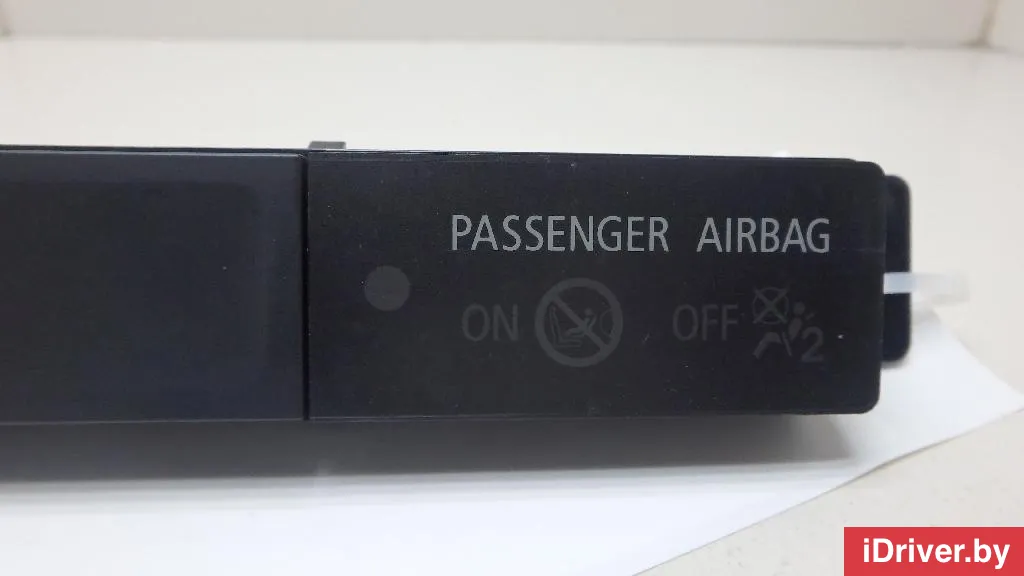 PASSENGER AIRBAG
ON OFF 2
iDriver.by